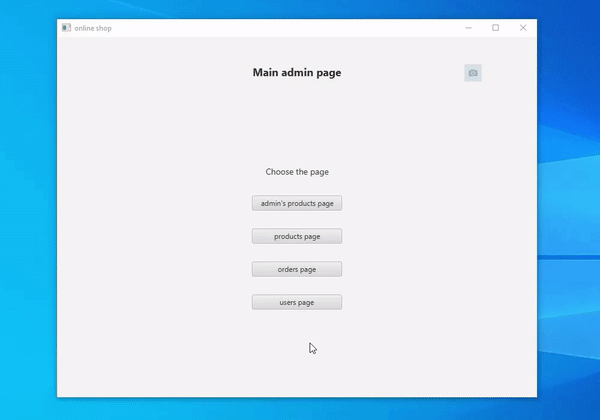 online shop
Main admin page
Choose the page
admin's products page
products page
orders page
users page